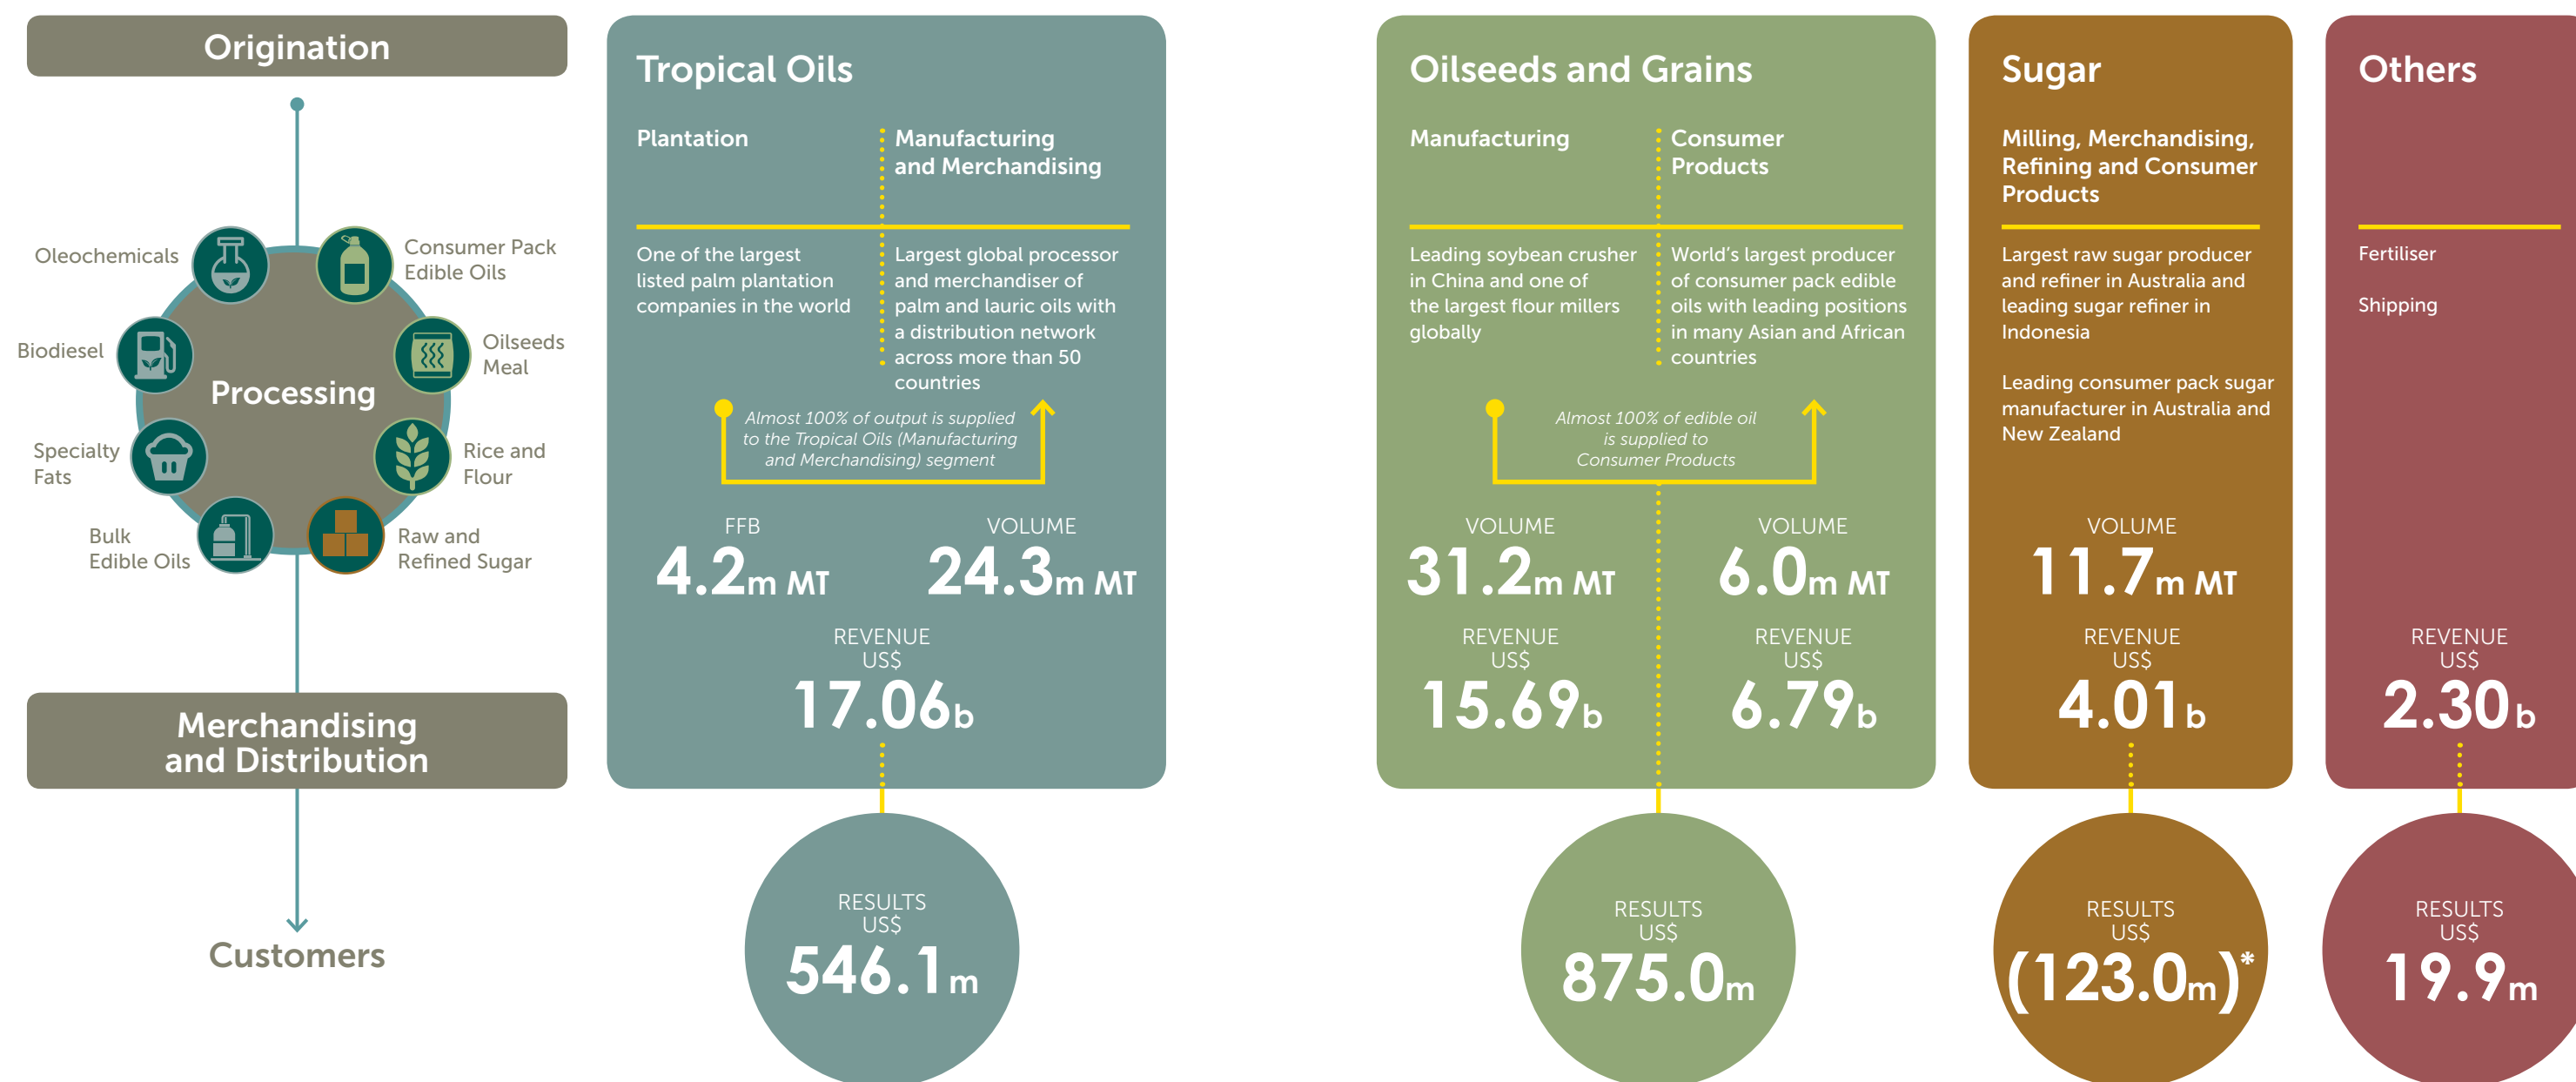 Origination
Oleochemicals
Consumer Pack
Edible Oils
Biodiesel
Oilseeds
Meal
Processing
Specialty
Fats
Rice and
Flour
Bulk
Edible Oils
Raw and
Refined Sugar
Merchandising
and Distribution
Customers
Tropical Oils
Plantation
One of the largest
listed palm plantation
companies in the world
Manufacturing
and Merchandising
Largest global processor
and merchandiser of
palm and lauric oils with
a distribution network
across more than 50
countries
Almost 100% of output is supplied
to the Tropical Oils (Manufacturing
and Merchandising) segment
FFB
4.2m MT
VOLUME
24.3m MT
REVENUE
US$
17.06b
RESULTS
US$
546.1m
Oilseeds and Grains
Manufacturing
Leading soybean crusher
in China and one of
the largest flour millers
globally
Consumer
Products
World's largest producer
of consumer pack edible
oils with leading positions
in many Asian and African
countries
Almost 100% of edible oil
is supplied to
Consumer Products
VOLUME
31.2m MT
VOLUME
6.0m MT
REVENUE
US$
15.69b
REVENUE
US$
6.79b
RESULTS
US$
875.0m
Sugar
Milling, Merchandising,
Refining and Consumer
Products
Largest raw sugar producer
and refiner in Australia and
leading sugar refiner in
Indonesia
Leading consumer pack sugar
manufacturer in Australia and
New Zealand
VOLUME
11.7m MT
REVENUE
US$
4.01b
RESULTS
US$
(123.0m)*
Others
Fertiliser
Shipping
REVENUE
US$
2.30b
RESULTS
US$
19.9m